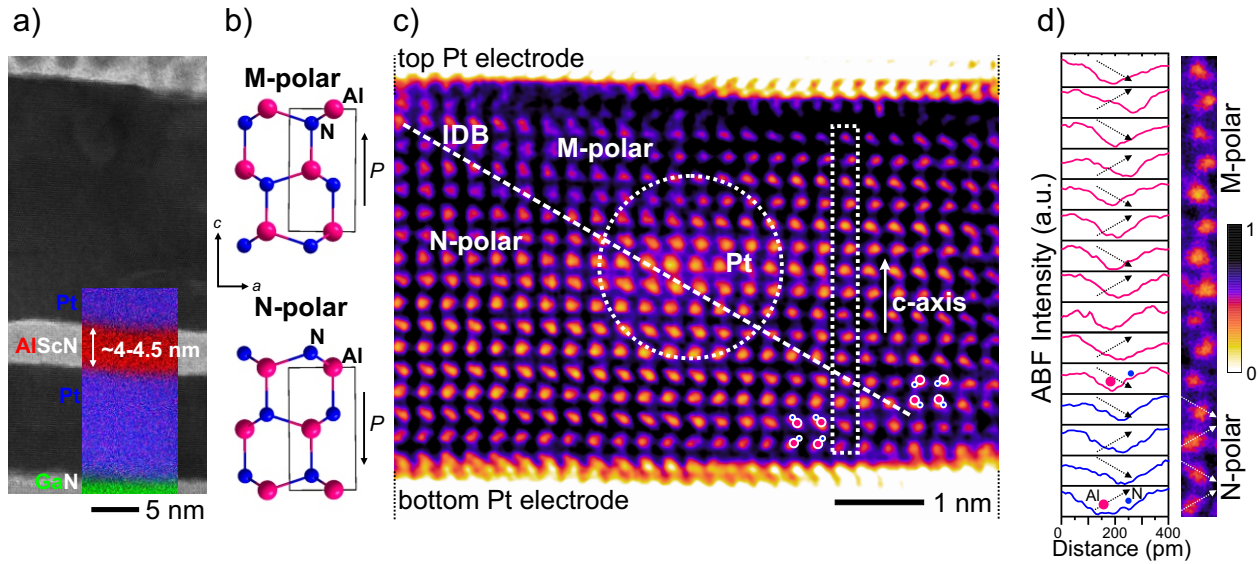 a)
Pt
AlScN
~4-4.5 nm
Pt
GaN
5 nm
b)
M-polar
Al
N
P
c
a
N-polar
N
Al
P
c)
top Pt electrode
IDB
M-polar
N-polar
Pt
c-axis
bottom Pt electrode
1 nm
d)
ABF Intensity (a.u.)
Al
N
0
200
400
Distance (pm)
M-polar
N-polar
1
0